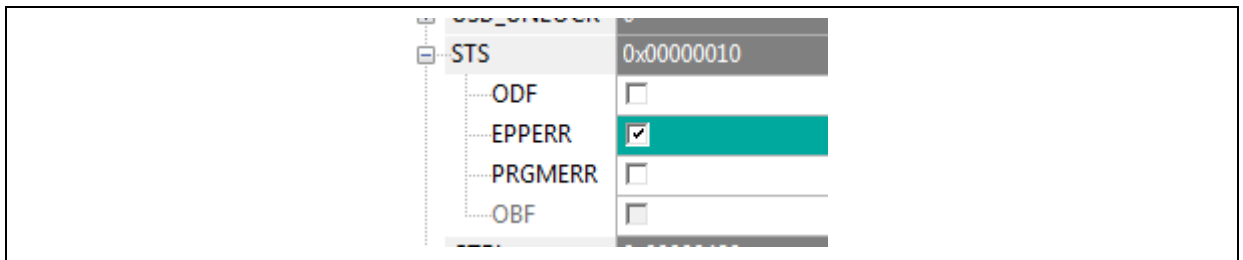 STS 0x00000010
ODF
EPPERR
PRGMERR
OBF